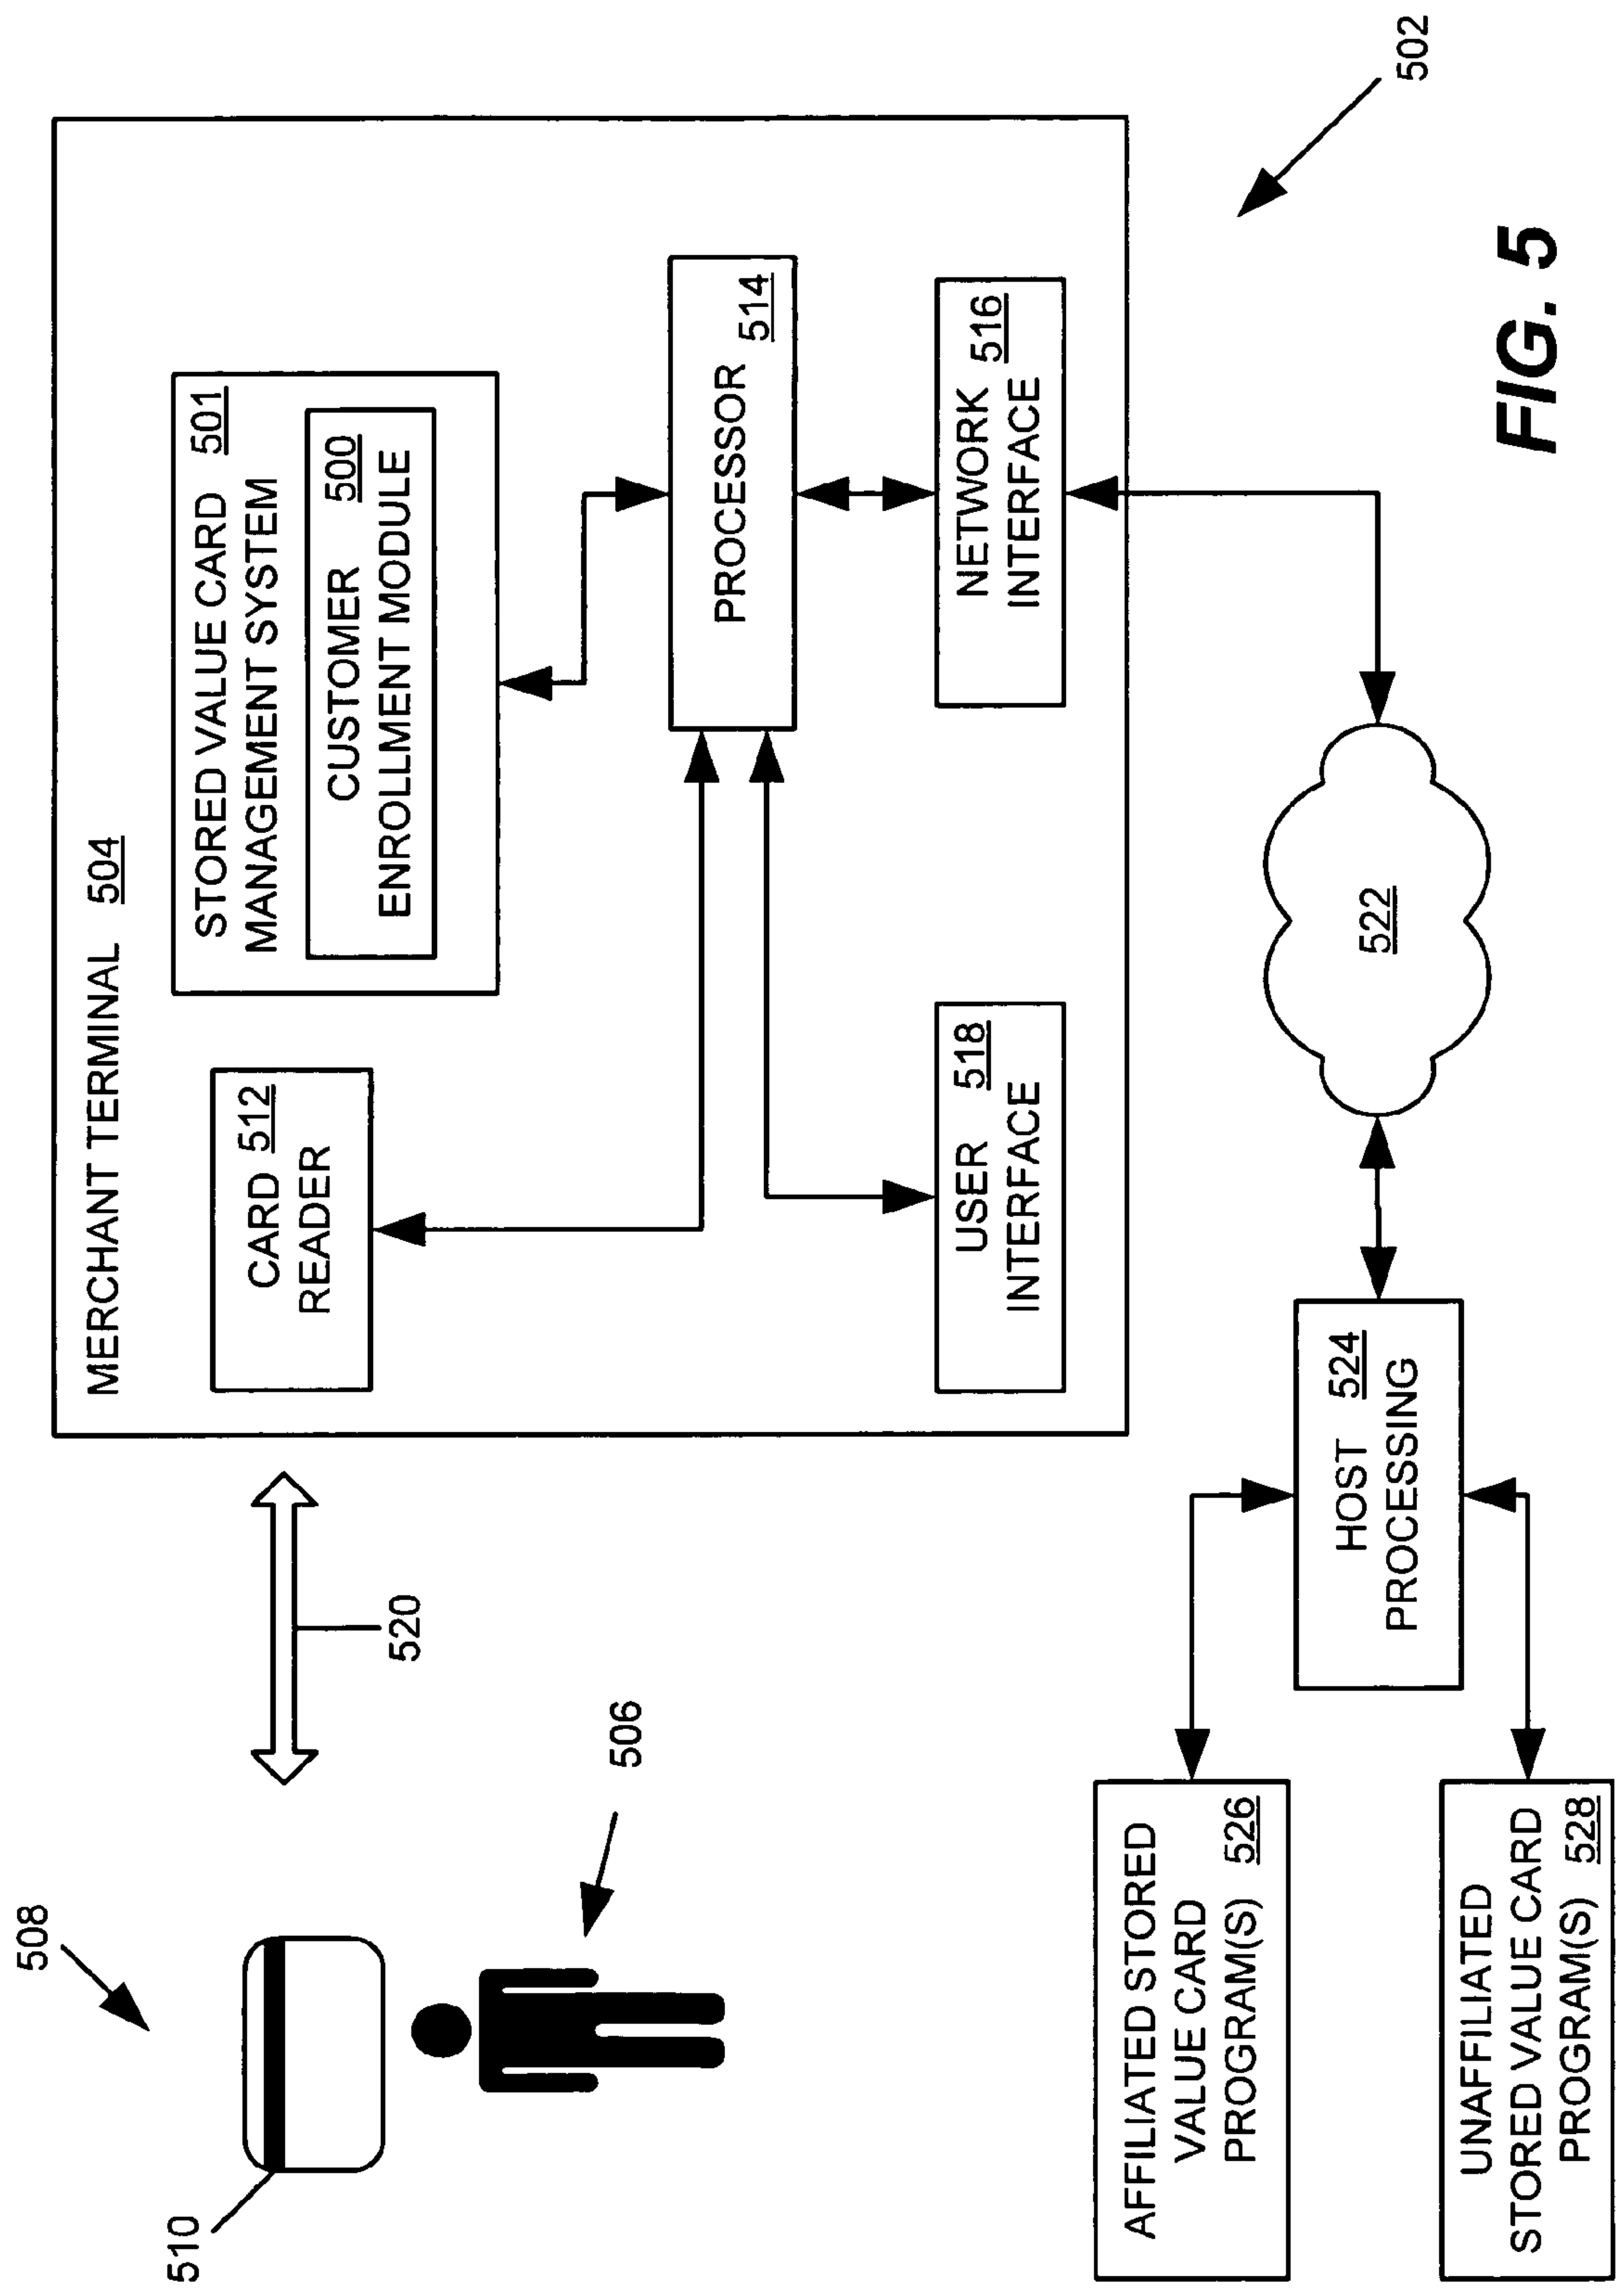 508
510
506
520
MERCHANT TERMINAL 504
CARD 512
READER
STORED VALUE CARD 501
MANAGEMENT SYSTEM
CUSTOMER 500
ENROLLMENT MODULE
PROCESSOR
514
USER 518
INTERFACE
NETWORK 516
INTERFACE
AFFILIATED STORED
VALUE CARD
PROGRAM(S) 526
UNAFFILIATED
STORED VALUE CARD
PROGRAM(S) 528
HOST 524
PROCESSING
522
502
FIG. 5